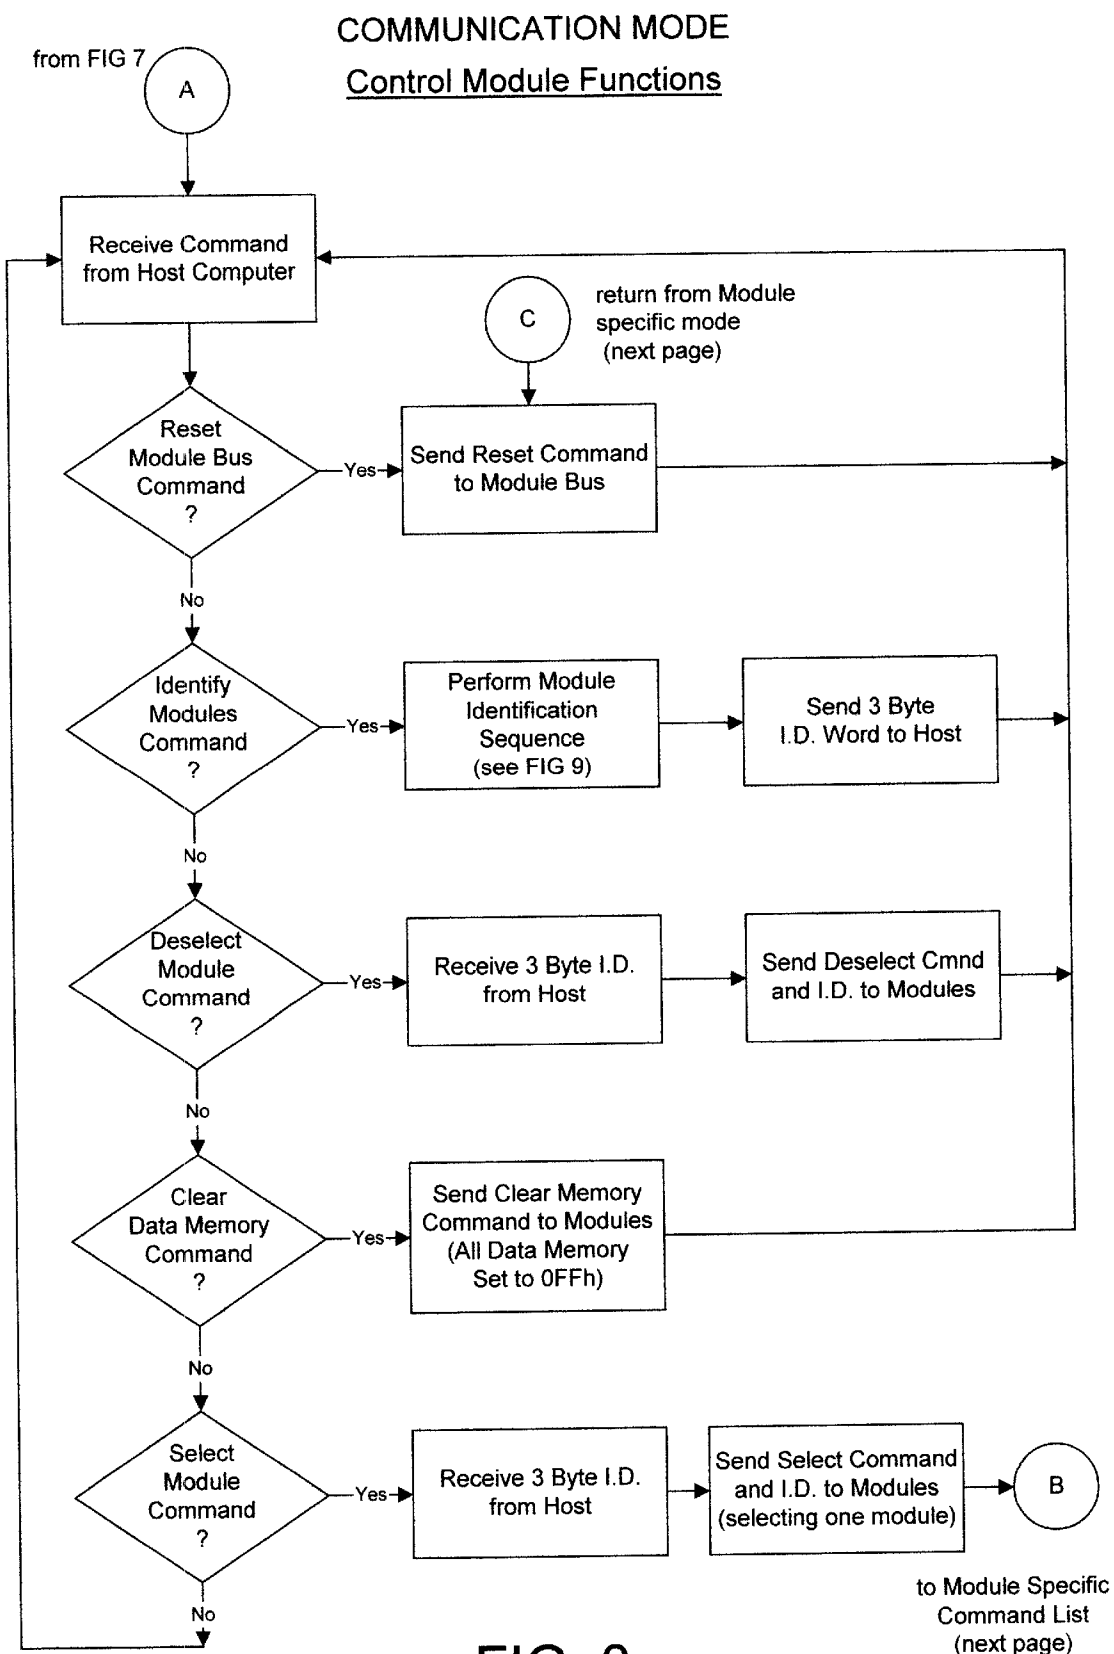 COMMUNICATION MODE
Control Module Functions
from FIG 7
A
Receive Command
from Host Computer
C
return from Module
specific mode
(next page)
Reset
Module Bus
Command
?
Yes
Send Reset Command
to Module Bus
No
Identify
Modules
Command
?
Yes
Perform Module
Identification
Sequence
(see FIG 9)
Send 3 Byte
I.D. Word to Host
No
Deselect
Module
Command
?
Yes
Receive 3 Byte I.D.
from Host
Send Deselect Cmnd
and I.D. to Modules
No
Clear
Data Memory
Command
?
Yes
Send Clear Memory
Command to Modules
(All Data Memory
Set to 0FFh)
No
Select
Module
Command
?
Yes
Receive 3 Byte I.D.
from Host
Send Select Command
and I.D. to Modules
(selecting one module)
B
No
to Module Specific
Command List
(next page)
FIG.